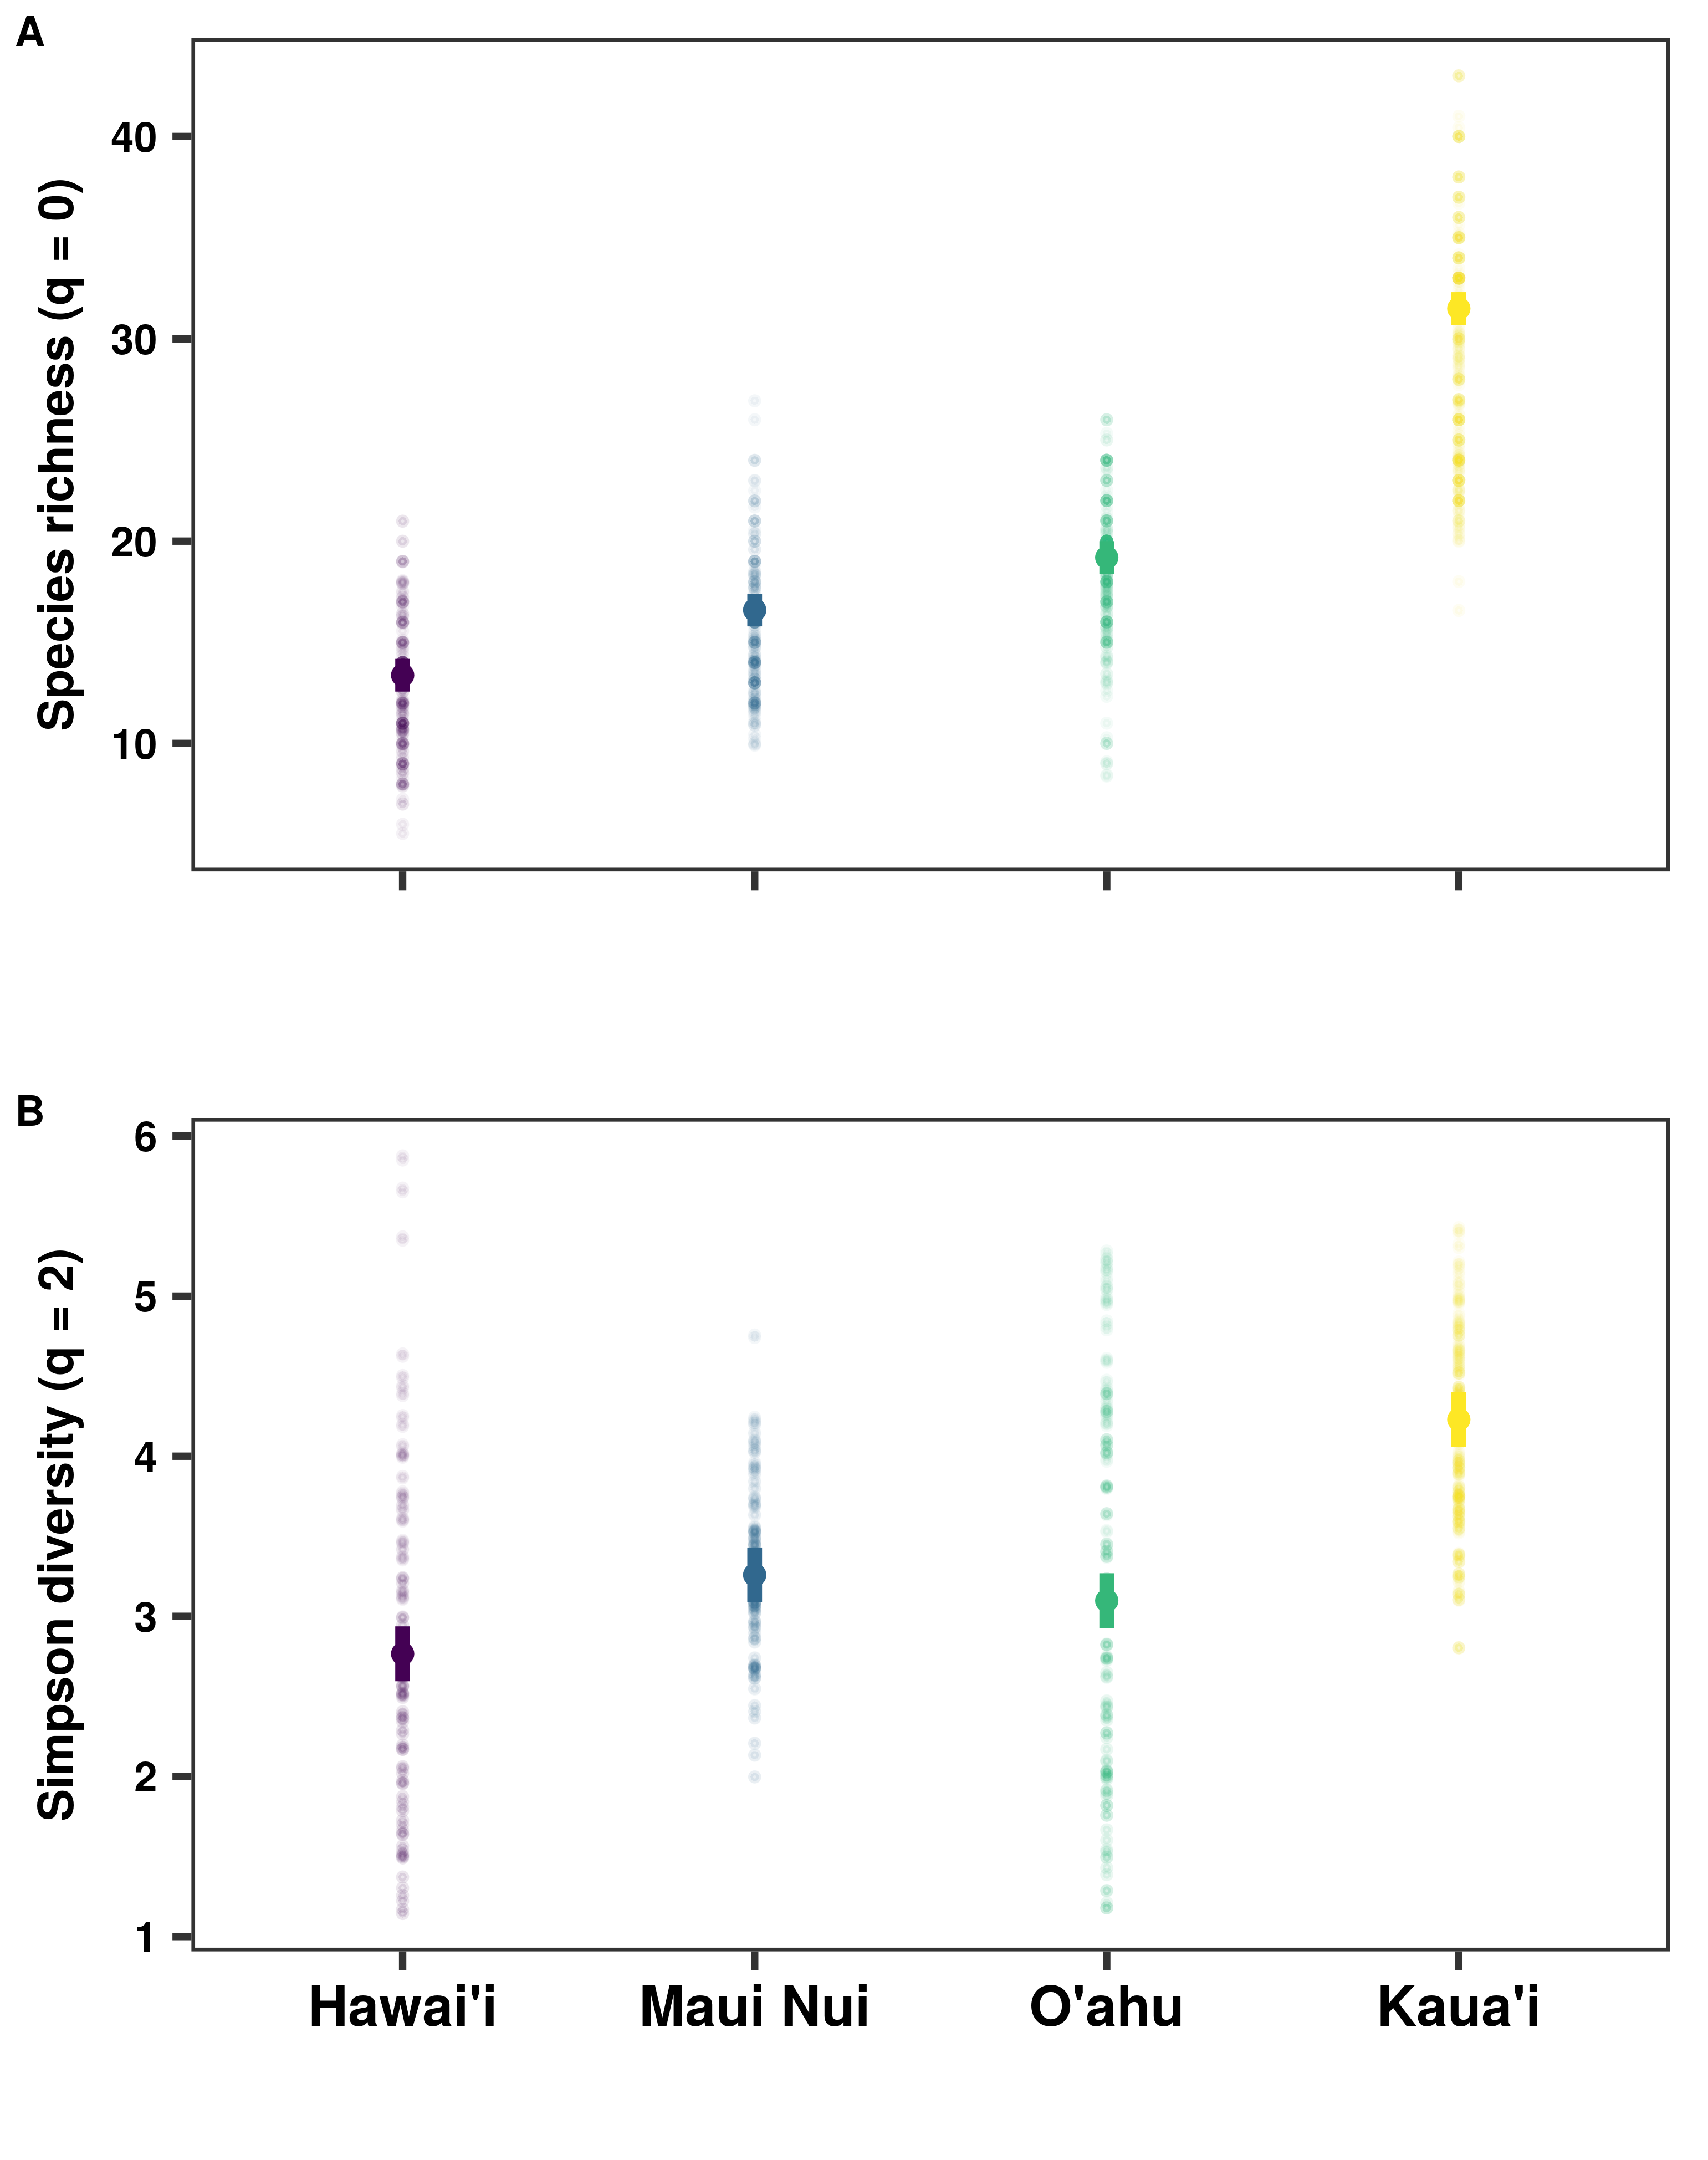 A
Species richness (q = 0)
40
30
20
10
B
Simpson diversity (q = 2)
6
5
4
3
2
1
Hawai'i Maui Nui O'ahu Kaua'i